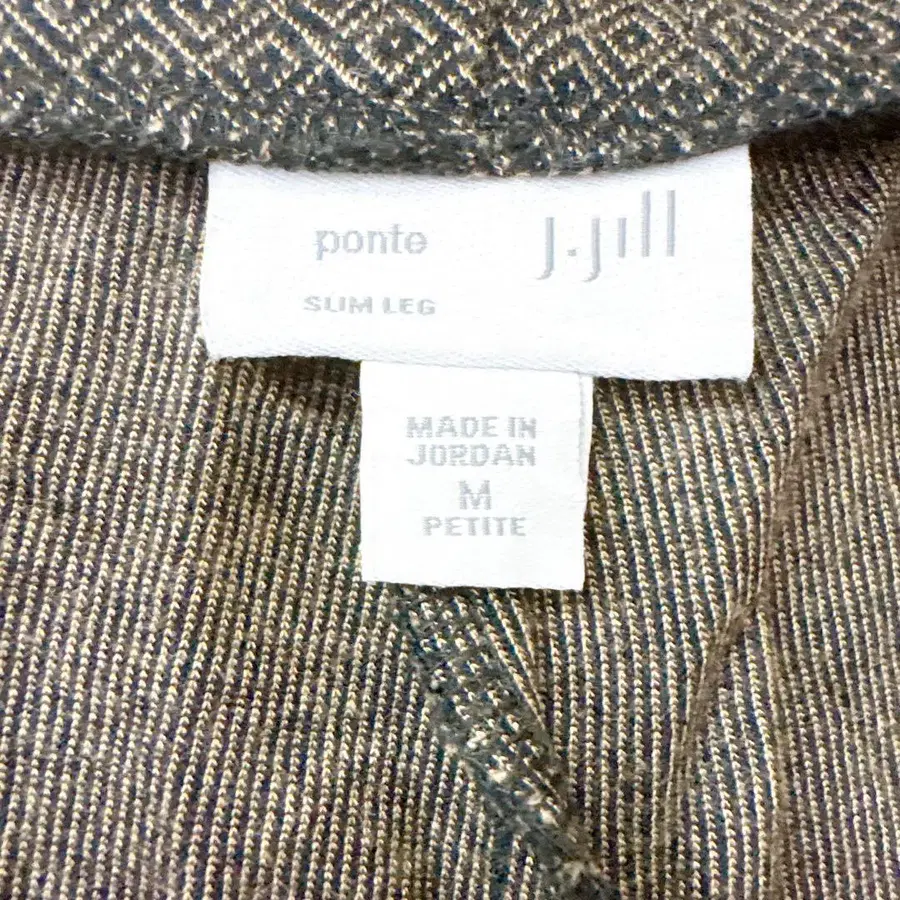 ponte
J.Jill
SLIM LEG
MADE IN
JORDAN
M
PETITE